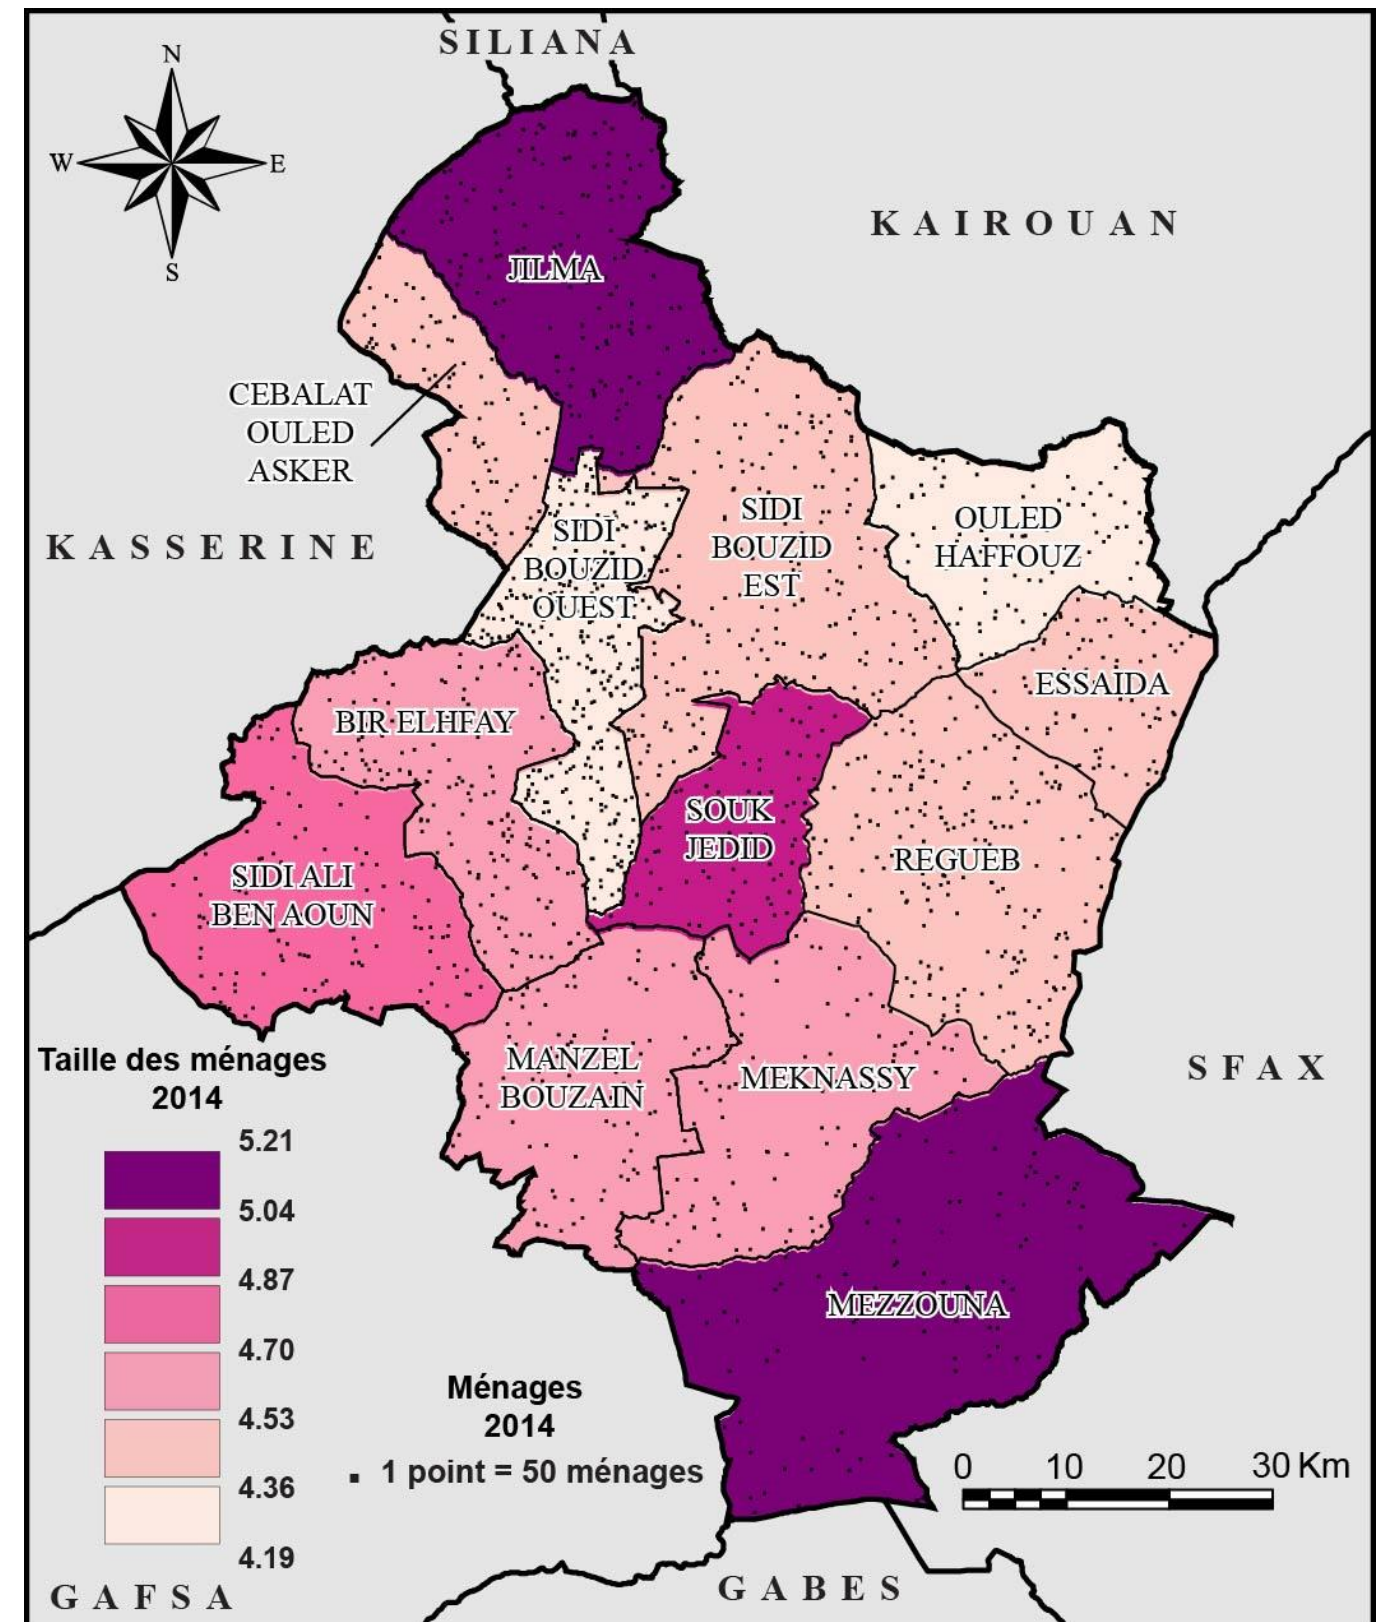 SILIANA
N
W
E
S
KAIROUAN
JILMA
CEBALAT
OULED
ASKER
KASSERINE
SIDI
BOUZID
OUEST
SIDI
BOUZID
EST
OULED
HAFFOUZ
ESSAIDA
BIR ELHFAY
SOUK
JEDID
REGUEB
SIDI ALI
BEN AOUN
MANZEL
BOUZAIN
MEKNASSY
SFAX
MEZZOUNA
Taille des ménages
2014
5.21
5.04
4.87
4.70
4.53
4.36
4.19
Ménages
2014
1 point = 50 ménages
0 10 20 30 Km
GAFSA
GABES